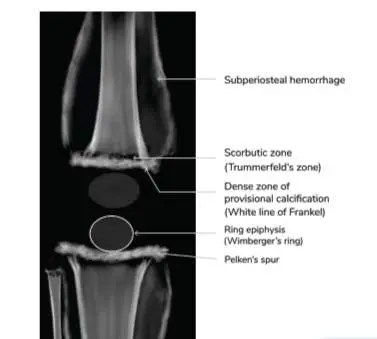 Subperiosteal hemorrhage
Scorbutic zone
(Trummerfeld's zone)
Dense zone of
provisional calcification
(White line of Frankel)
Ring epiphysis
(Wimberger's ring)
Pelken's spur